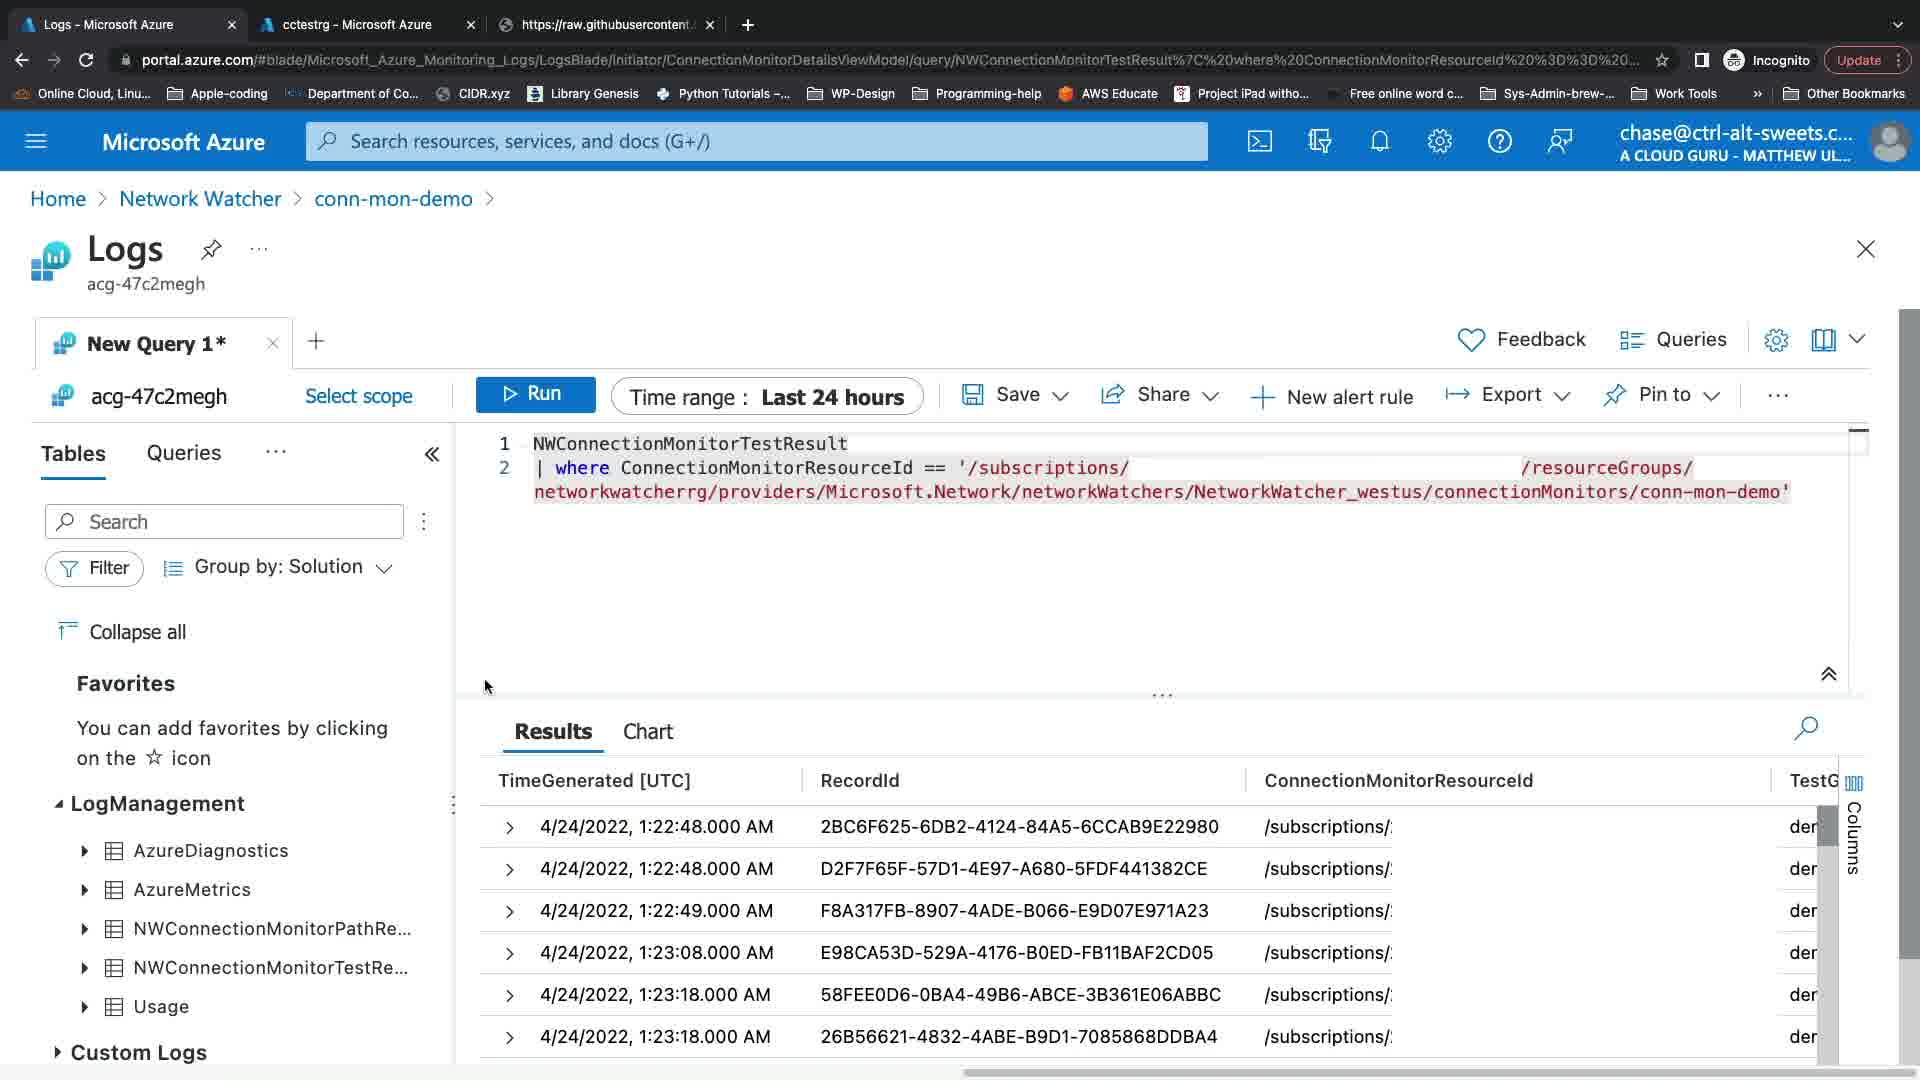 Logs - Microsoft Azure
cctestrg - Microsoft Azure
https://raw.githubusercontent.
portal.azure.com/#blade/Microsoft_Azure_Monitoring_Logs/LogsBlade/initiator/ConnectionMonitorDetailsViewModel/query/NWConnectionMonitorTestResult%7C%20where%20ConnectionMonitorResourceId%20%3D%3D%20...
Incognito
Update
Online Cloud, Linu...
Apple-coding
Department of Co...
CIDR.xyz
Library Genesis
Python Tutorials –...
WP-Design
Programming-help
AWS Educate
Project iPad witho...
Free online word c...
Sys-Admin-brew-...
Work Tools
»
Other Bookmarks
Microsoft Azure
Search resources, services, and docs (G+/)
chase@ctrl-alt-sweets.c...
A CLOUD GURU - MATTHEW UL...
Home > Network Watcher > conn-mon-demo >
Logs
acg-47c2megh
New Query 1*
Feedback
Queries
acg-47c2megh
Select scope
Run
Time range : Last 24 hours
Save
Share
New alert rule
Export
Pin to
Tables
Queries
Search
Filter
Group by: Solution
Collapse all
Favorites
You can add favorites by clicking
on the ☆ icon
LogManagement
AzureDiagnostics
AzureMetrics
NWConnectionMonitorPathRe...
NWConnectionMonitorTestRe...
Usage
Custom Logs
1 NWConnectionMonitorTestResult
2 | where ConnectionMonitorResourceId == '/subscriptions/ /resourceGroups/
networkwatcherrg/providers/Microsoft.Network/networkWatchers/NetworkWatcher_westus/connectionMonitors/conn-mon-demo'
Results
Chart
TimeGenerated [UTC] RecordId ConnectionMonitorResourceId TestG
4/24/2022, 1:22:48.000 AM 2BC6F625-6DB2-4124-84A5-6CCAB9E22980 /subscriptions/ der
4/24/2022, 1:22:48.000 AM D2F7F65F-57D1-4E97-A680-5FDF441382CE /subscriptions/ der
4/24/2022, 1:22:49.000 AM F8A317FB-8907-4ADE-B066-E9D07E971A23 /subscriptions/ der
4/24/2022, 1:23:08.000 AM E98CA53D-529A-4176-B0ED-FB11BAF2CD05 /subscriptions/ der
4/24/2022, 1:23:18.000 AM 58FEE0D6-0BA4-49B6-ABCE-3B361E06ABBC /subscriptions/ der
4/24/2022, 1:23:18.000 AM 26B56621-4832-4ABE-B9D1-7085868DDBA4 /subscriptions/ der
Columns